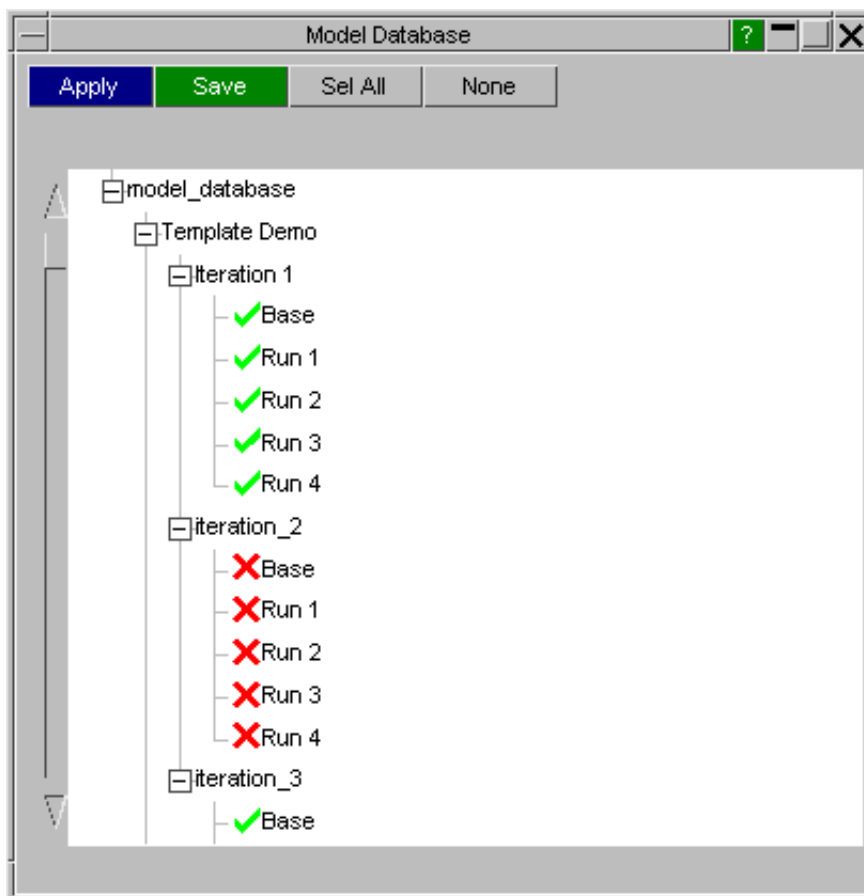 Model Database
?
Apply Save Sel All None
model_database
Template Demo
Iteration 1
Base
Run 1
Run 2
Run 3
Run 4
iteration_2
Base
Run 1
Run 2
Run 3
Run 4
iteration_3
Base